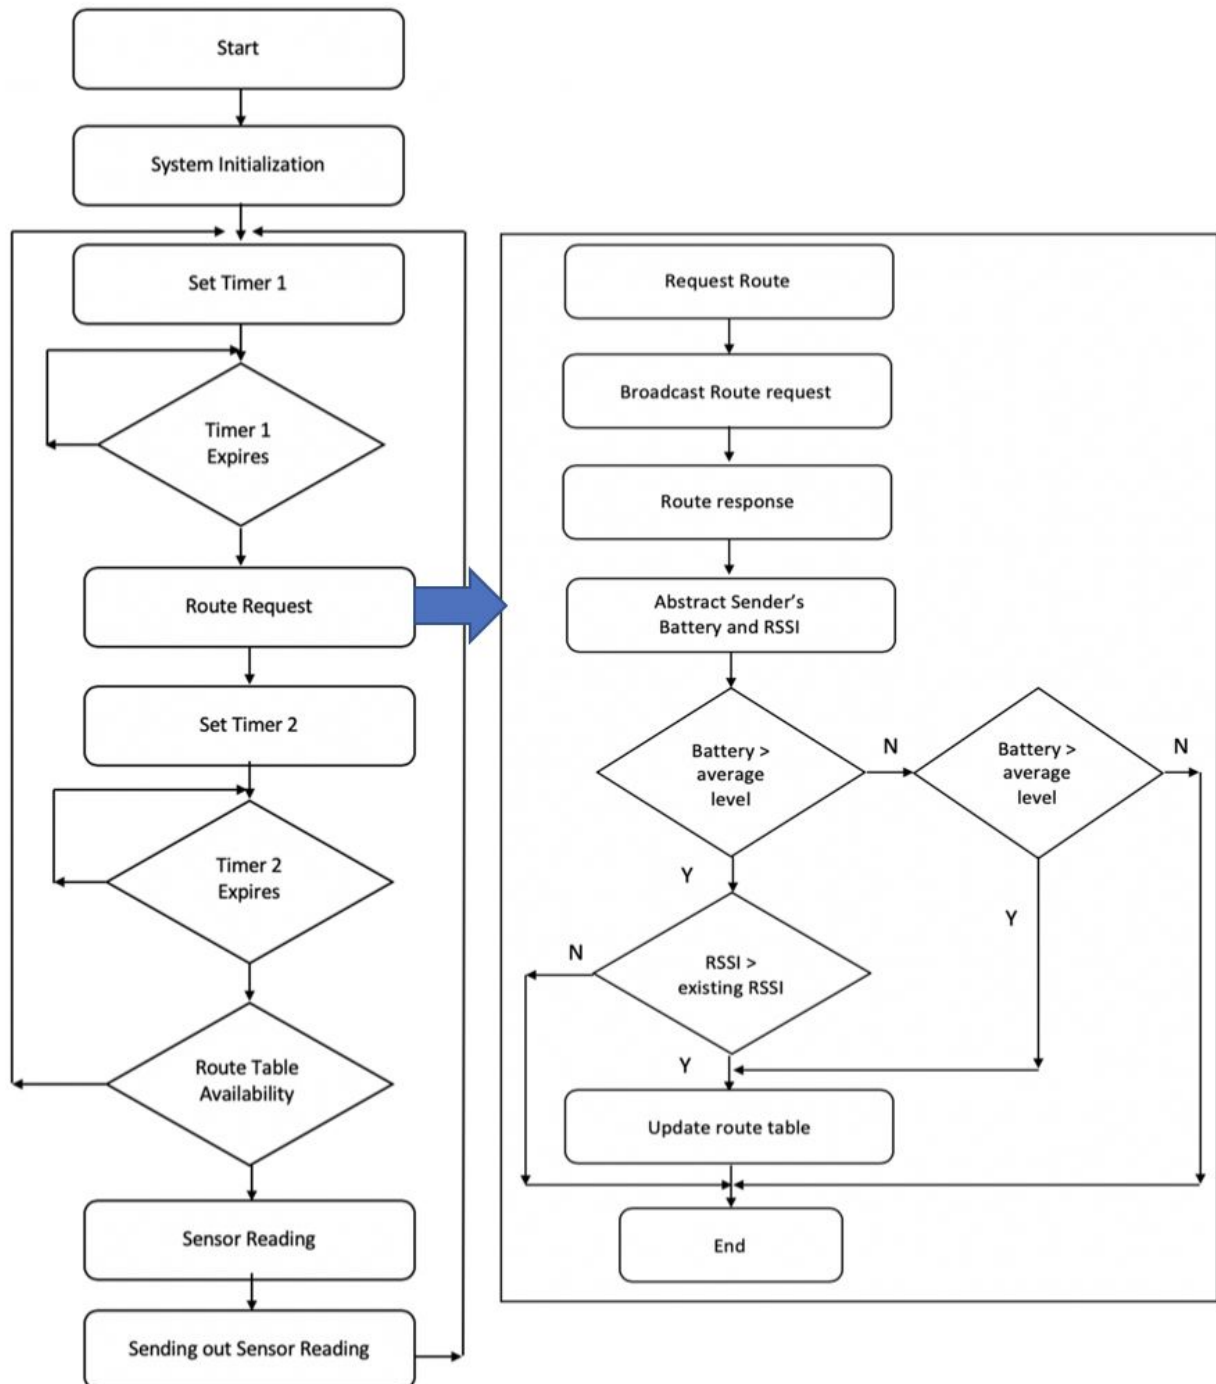 Start
System Initialization
Set Timer 1
Timer 1
Expires
Route Request
Set Timer 2
Timer 2
Expires
Route Table
Availability
Sensor Reading
Sending out Sensor Reading
Request Route
Broadcast Route request
Route response
Abstract Sender's
Battery and RSSI
Battery >
average
level
N
Battery >
average
level
N
Y
Y
RSSI >
existing RSSI
N
Y
Update route table
End